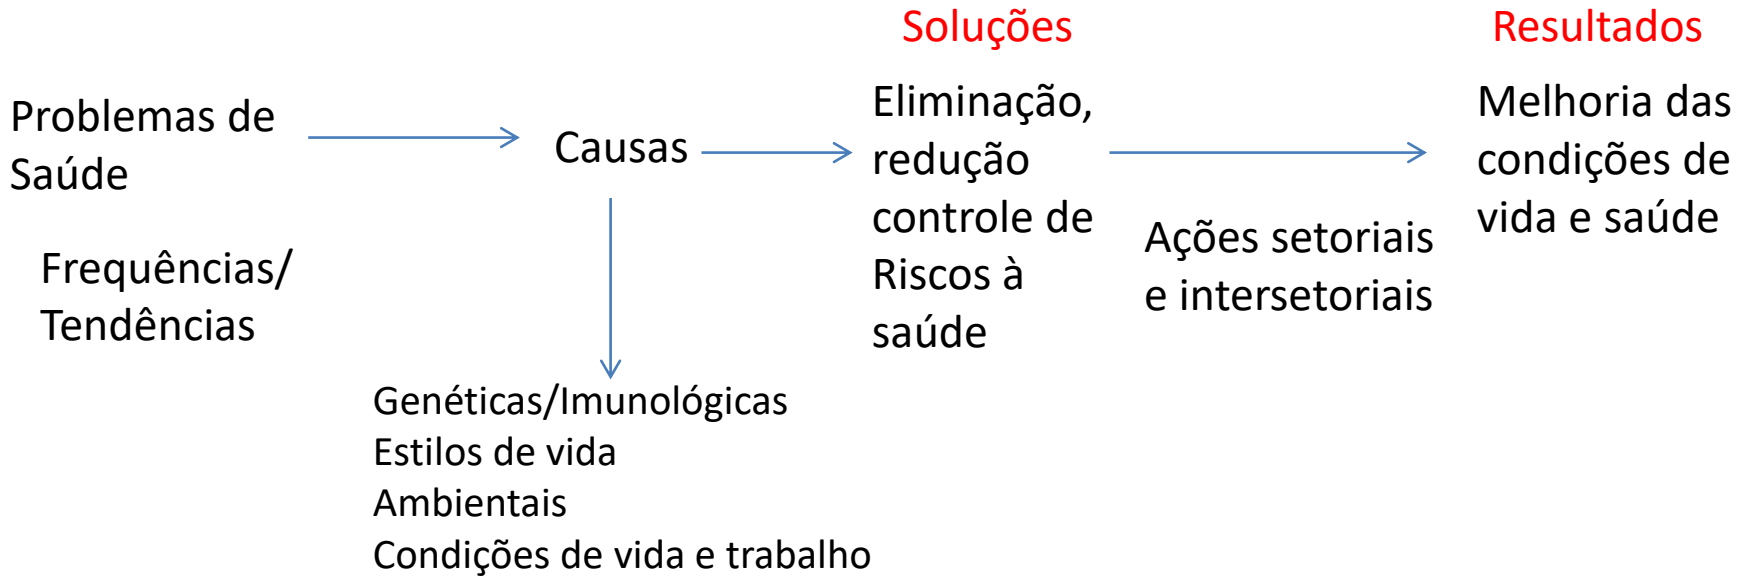 Soluções
Resultados
Problemas de
Saúde
Frequências/
Tendências
Causas
Genéticas/Imunológicas
Estilos de vida
Ambientais
Condições de vida e trabalho
Eliminação,
redução
controle de
Riscos à
saúde
Ações setoriais
e intersetoriais
Melhoria das
condições de
vida e saúde